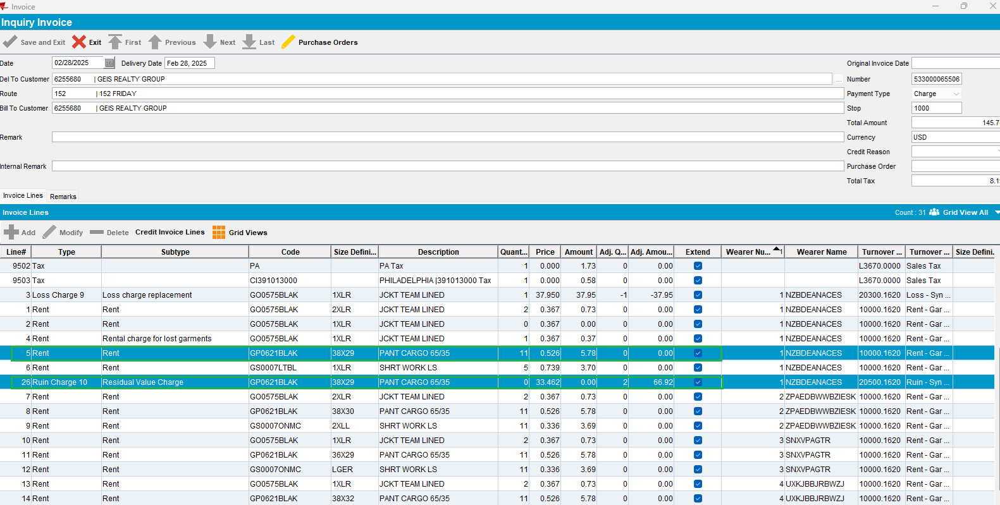 Invoice
Inquiry Invoice
Save and Exit Exit First Previous Next Last Purchase Orders
Date 02/28/2025 16 Delivery Date Feb 28, 2025 Original Invoice Date
Del To Customer 6255680 | GEIS REALTY GROUP ... Number 533000065506
Route 152 | 152 FRIDAY Payment Type Charge
Bill To Customer 6255680 | GEIS REALTY GROUP Stop 1000
Total Amount 145.7
Remark Currency USD
Credit Reason
Internal Remark Purchase Order
Total Tax 8.1
Invoice Lines Remarks
Invoice Lines Count : 31 Grid View All
Add Modify Delete Credit Invoice Lines Grid Views
Line# Type Subtype Code Size Defini... Description Quant... Price Amount Adj. Q... Adj. Amou... Extend Wearer Nu... 1 Wearer Name Turnover ... Turnover ... Size Defini.
9502 Tax PA PA Tax 1 0.000 1.73 0 0.00 L3670.0000 Sales Tax
9503 Tax CI391013000 PHILADELPHIA |391013000 Tax 1 0.000 0.58 0 0.00 L3670.0000 Sales Tax
3 Loss Charge 9 Loss charge replacement GO0575BLAK 1XLR JCKT TEAM LINED 1 37.950 37.95 -1 -37.95 1 NZBDEANACES 20300.1620 Loss - Syn ...
1 Rent Rent GO0575BLAK 2XLR JCKT TEAM LINED 2 0.367 0.73 0 0.00 1 NZBDEANACES 10000.1620 Rent - Gar ...
2 Rent Rent GO0575BLAK 1XLR JCKT TEAM LINED 0 0.367 0.00 0 0.00 1 NZBDEANACES 10000.1620 Rent - Gar ...
4 Rent Rental charge for lost garments GO0575BLAK 1XLR JCKT TEAM LINED 1 0.367 0.37 0 0.00 1 NZBDEANACES 10000.1620 Rent - Gar ...
5 Rent Rent GP0621BLAK 38X29 PANT CARGO 65/35 11 0.526 5.78 0 0.00 1 NZBDEANACES 10000.1620 Rent - Gar ...
6 Rent Rent GS0007LTBL 1XLR SHRT WORK LS 5 0.739 3.70 0 0.00 1 NZBDEANACES 10000.1620 Rent - Gar ...
26 Ruin Charge 10 Residual Value Charge GP0621BLAK 38X29 PANT CARGO 65/35 0 33.462 0.00 2 66.92 1 NZBDEANACES 20500.1620 Ruin - Syn ...
7 Rent Rent GO0575BLAK 2XLR JCKT TEAM LINED 2 0.367 0.73 0 0.00 2 ZPAEDBWWBZIESK 10000.1620 Rent - Gar ...
8 Rent Rent GP0621BLAK 38X30 PANT CARGO 65/35 11 0.526 5.78 0 0.00 2 ZPAEDBWWBZIESK 10000.1620 Rent - Gar ...
9 Rent Rent GS0007ONMC 2XLL SHRT WORK LS 11 0.336 3.69 0 0.00 2 ZPAEDBWWBZIESK 10000.1620 Rent - Gar ...
10 Rent Rent GO0575BLAK 1XLR JCKT TEAM LINED 2 0.367 0.73 0 0.00 3 SNXVPAGTR 10000.1620 Rent - Gar ...
11 Rent Rent GP0621BLAK 36X29 PANT CARGO 65/35 11 0.526 5.78 0 0.00 3 SNXVPAGTR 10000.1620 Rent - Gar ...
12 Rent Rent GS0007ONMC LGER SHRT WORK LS 11 0.336 3.69 0 0.00 3 SNXVPAGTR 10000.1620 Rent - Gar ...
13 Rent Rent GO0575BLAK 1XLR JCKT TEAM LINED 2 0.367 0.73 0 0.00 4 UXKJBBJRBWZJ 10000.1620 Rent - Gar ...
14 Rent Rent GP0621BLAK 38X32 PANT CARGO 65/35 11 0.526 5.78 0 0.00 4 UXKJBBJRBWZJ 10000.1620 Rent - Gar ...